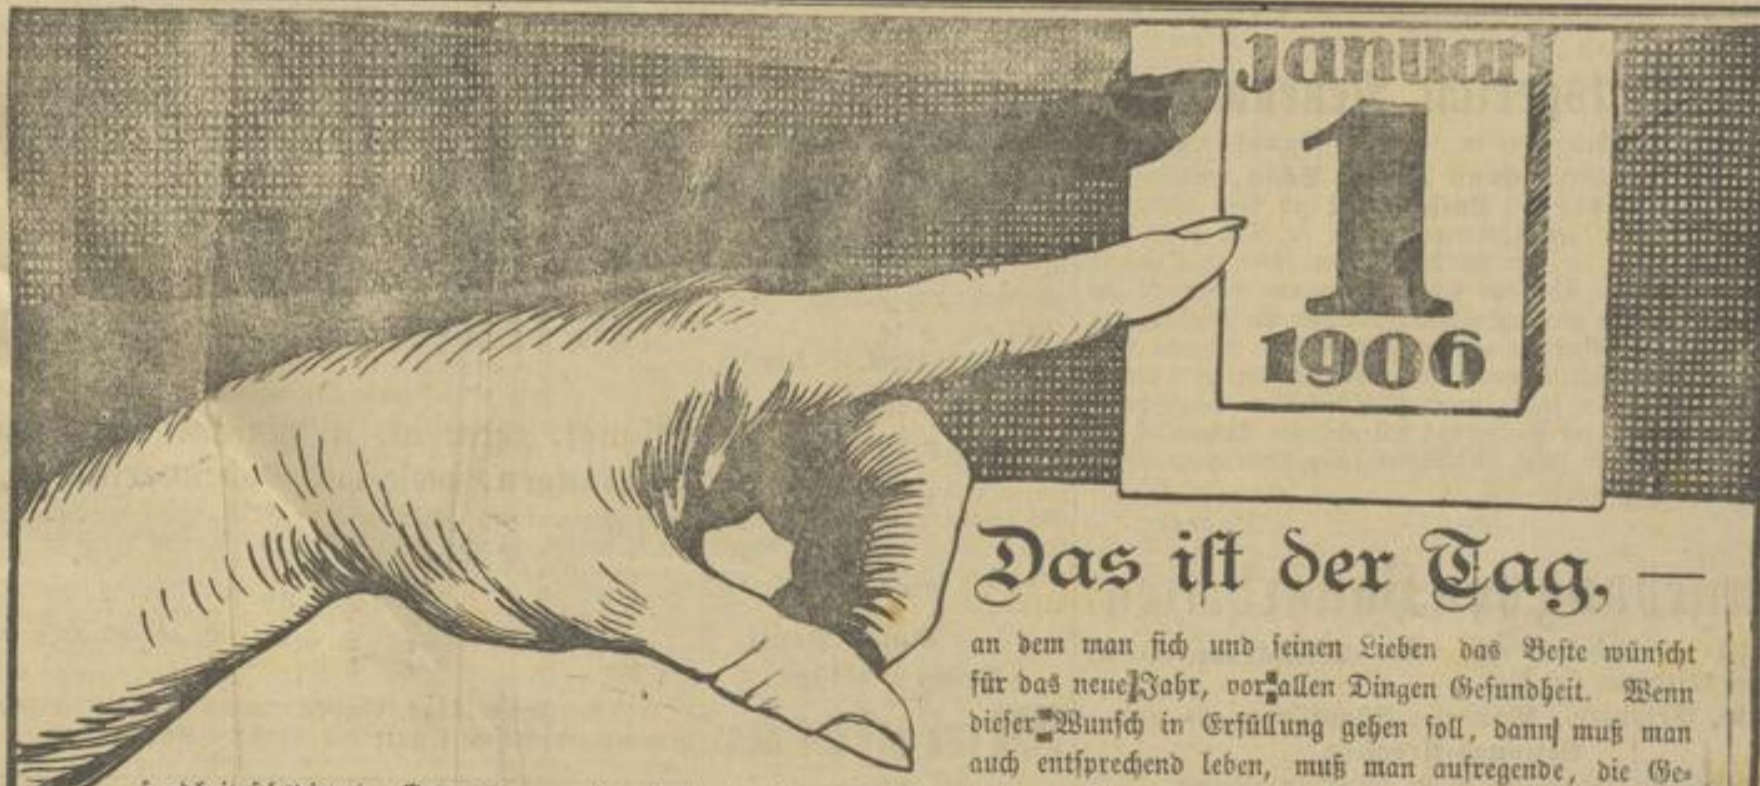 Januar
1
1906
Das ist der Tag, —
an dem man sich und seinen Lieben das Beste wünscht
für das neue Jahr, vor allen Dingen Gesundheit. Wenn
dieser Wunsch in Erfüllung gehen soll, dann muß man
auch entsprechend leben, muß man aufregende, die Ge-